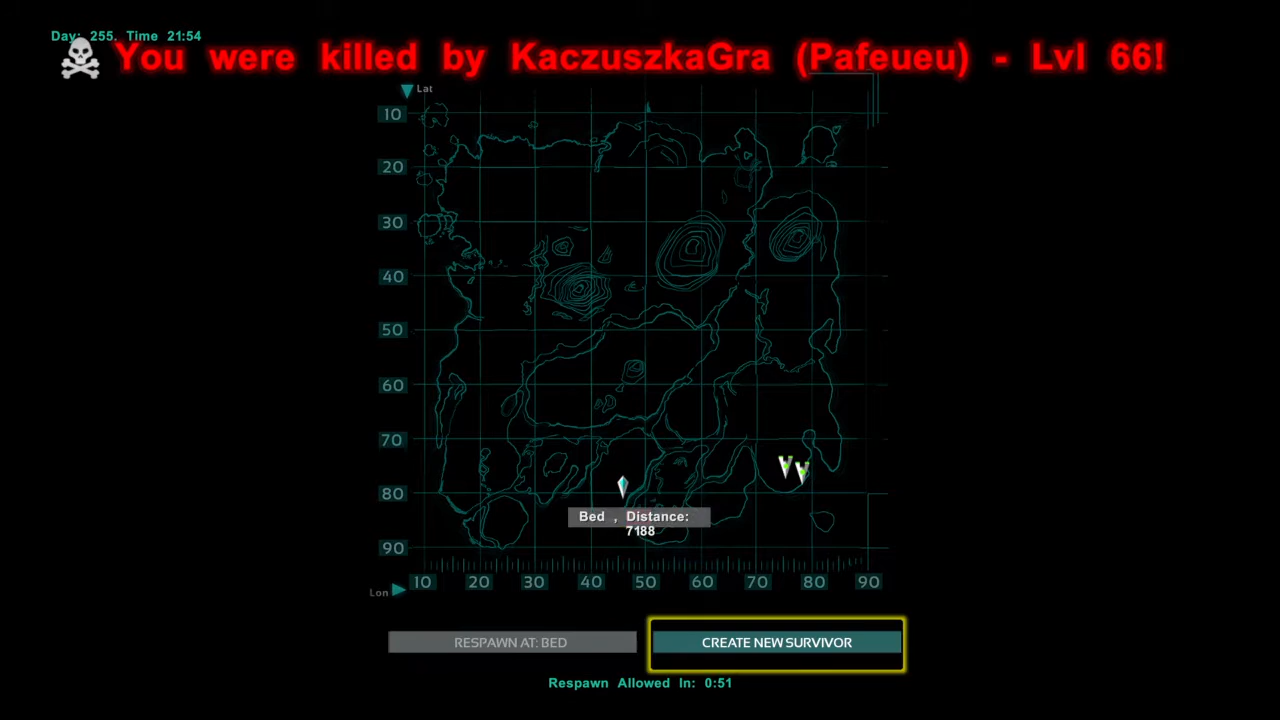 Day: 255. Time 21:54
You were killed by KaczuszkaGra (Pafeueu) - Lvl 66!
Lat
10
20
30
40
50
60
70
80
90
Bed , Distance:
7188
10 20 30 40 50 60 70 80 90
Lon
RESPAWN AT: BED
CREATE NEW SURVIVOR
Respawn Allowed In: 0:51